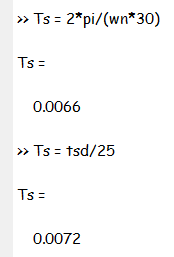 >> Ts = 2*pi/(wn*30)
Ts =
0.0066
>> Ts = tsd/25
Ts =
0.0072